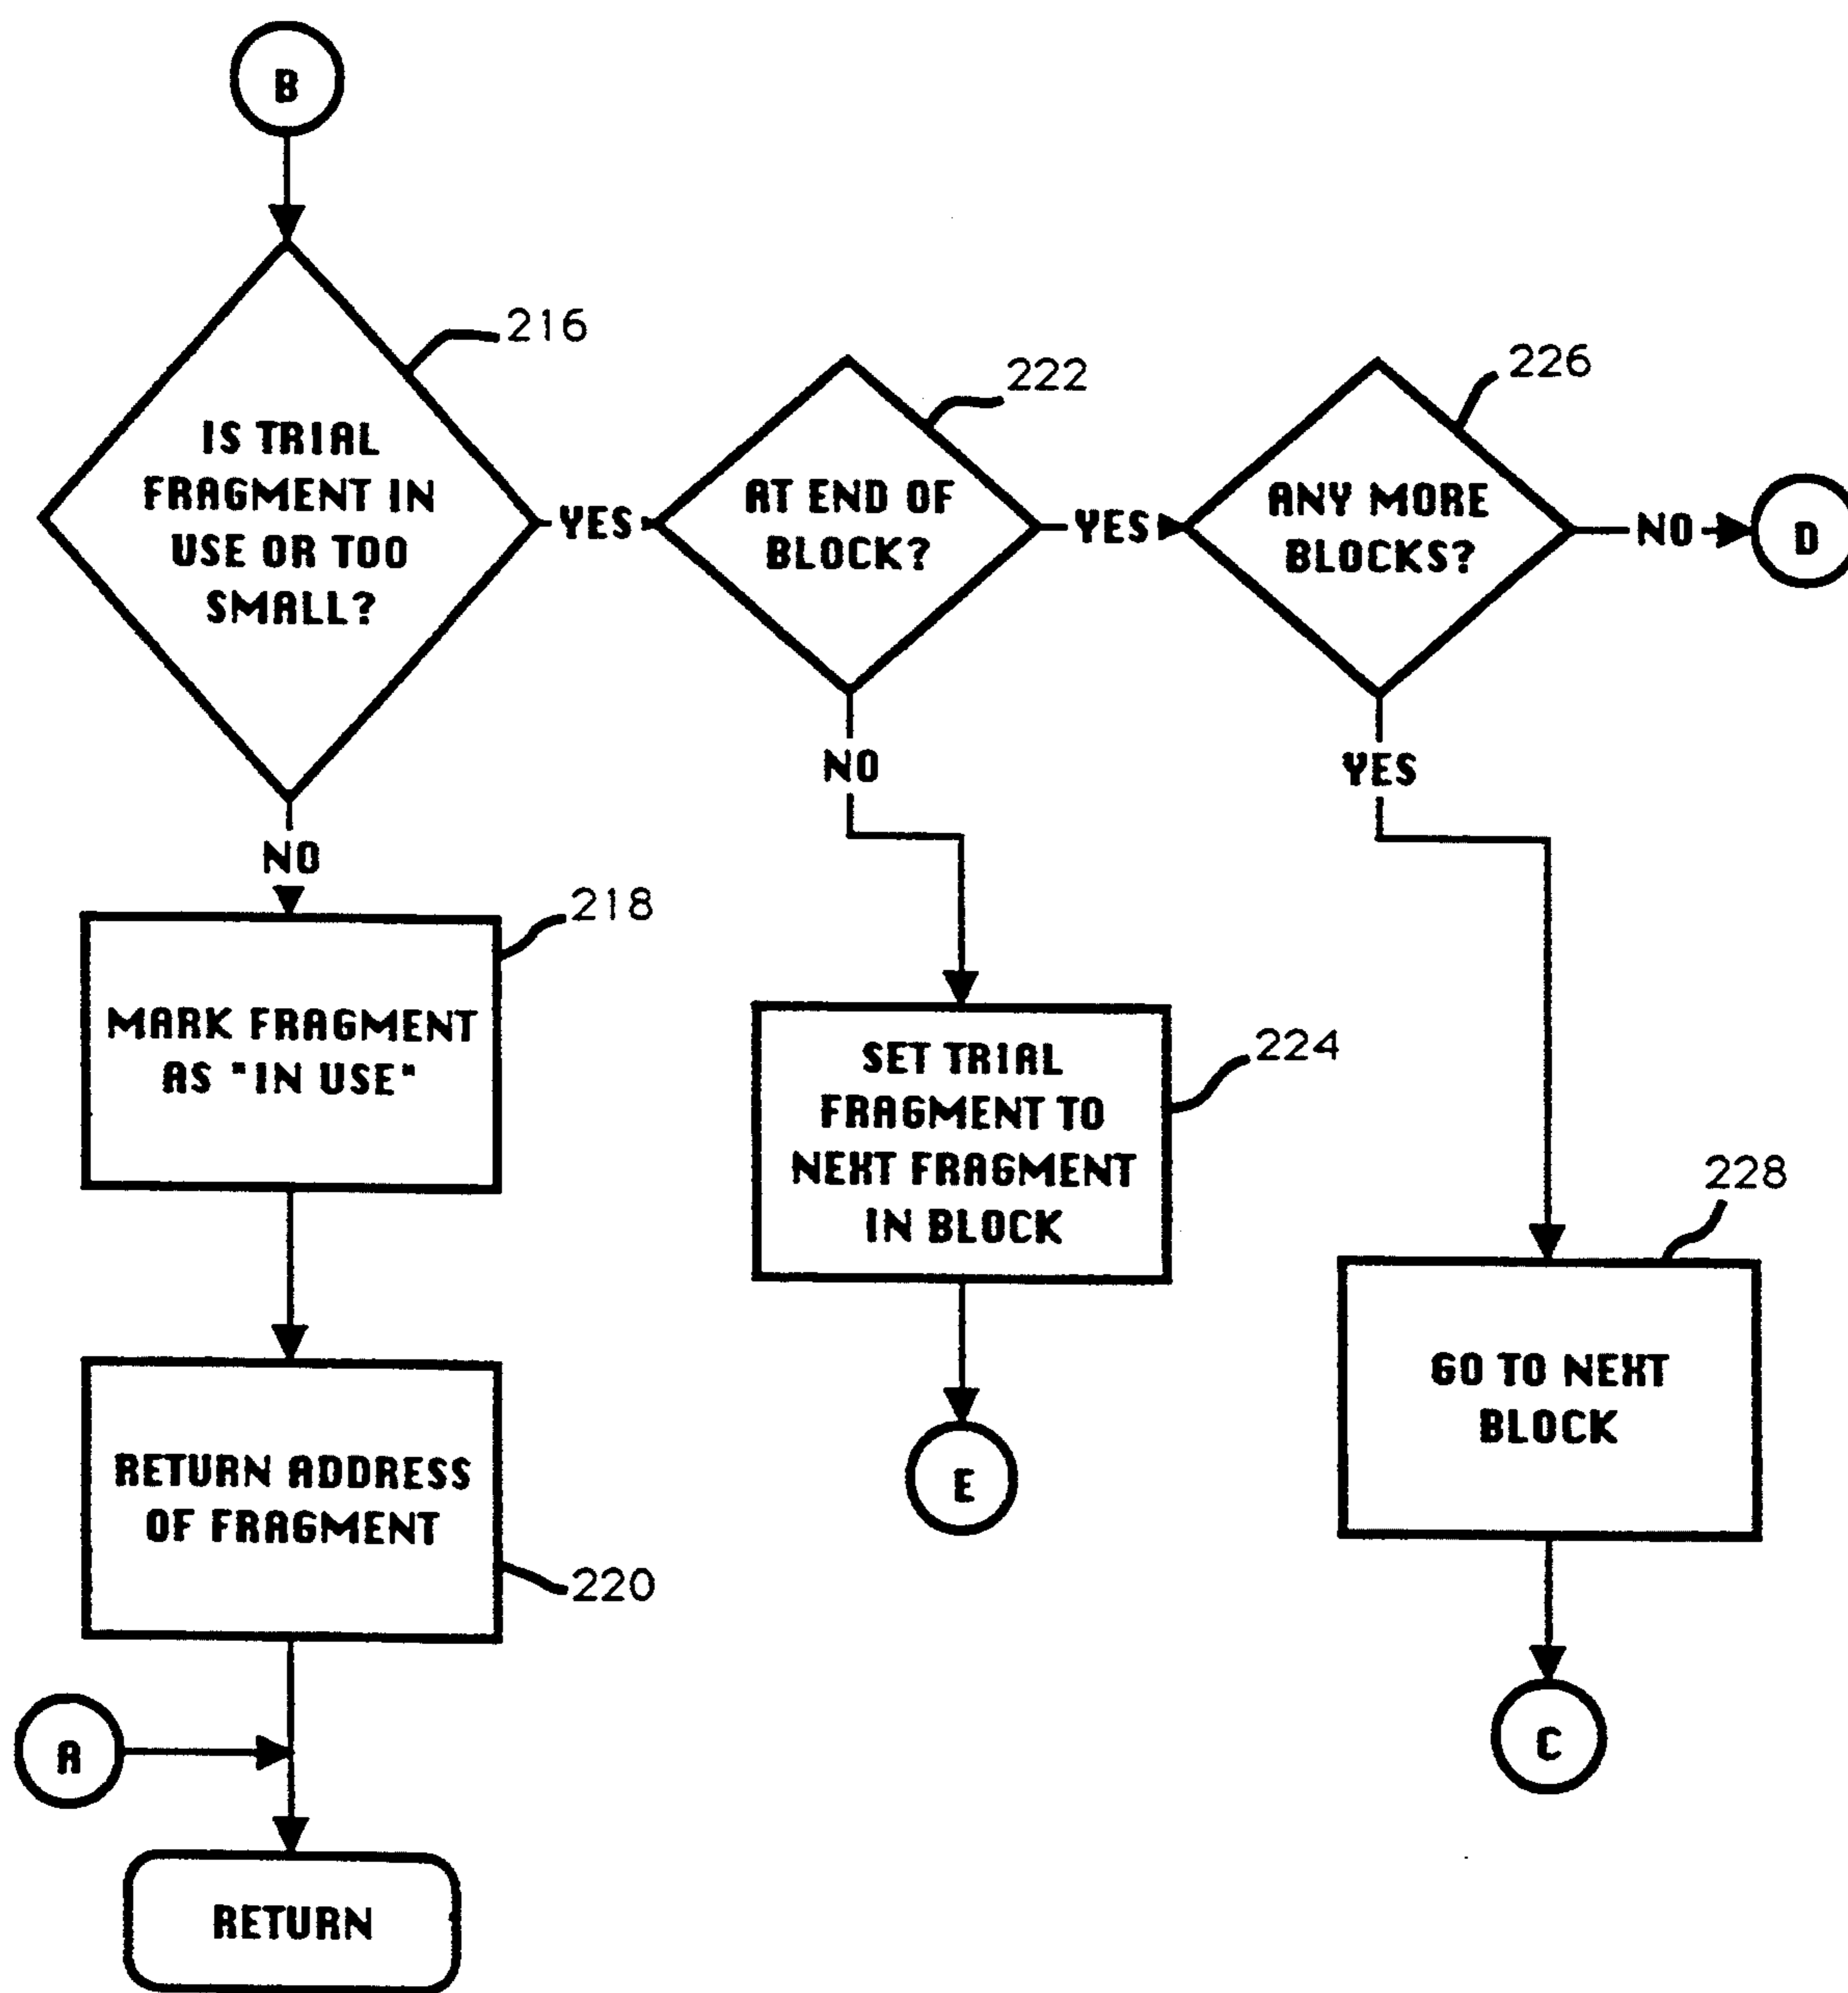 B
216
IS TRIAL
FRAGMENT IN
USE OR TOO
SMALL?
YES
222
AT END OF
BLOCK?
YES
226
ANY MORE
BLOCKS?
NO
D
NO
NO
YES
218
MARK FRAGMENT
AS "IN USE"
224
SET TRIAL
FRAGMENT TO
NEXT FRAGMENT
IN BLOCK
228
GO TO NEXT
BLOCK
RETURN ADDRESS
OF FRAGMENT
220
E
C
A
RETURN